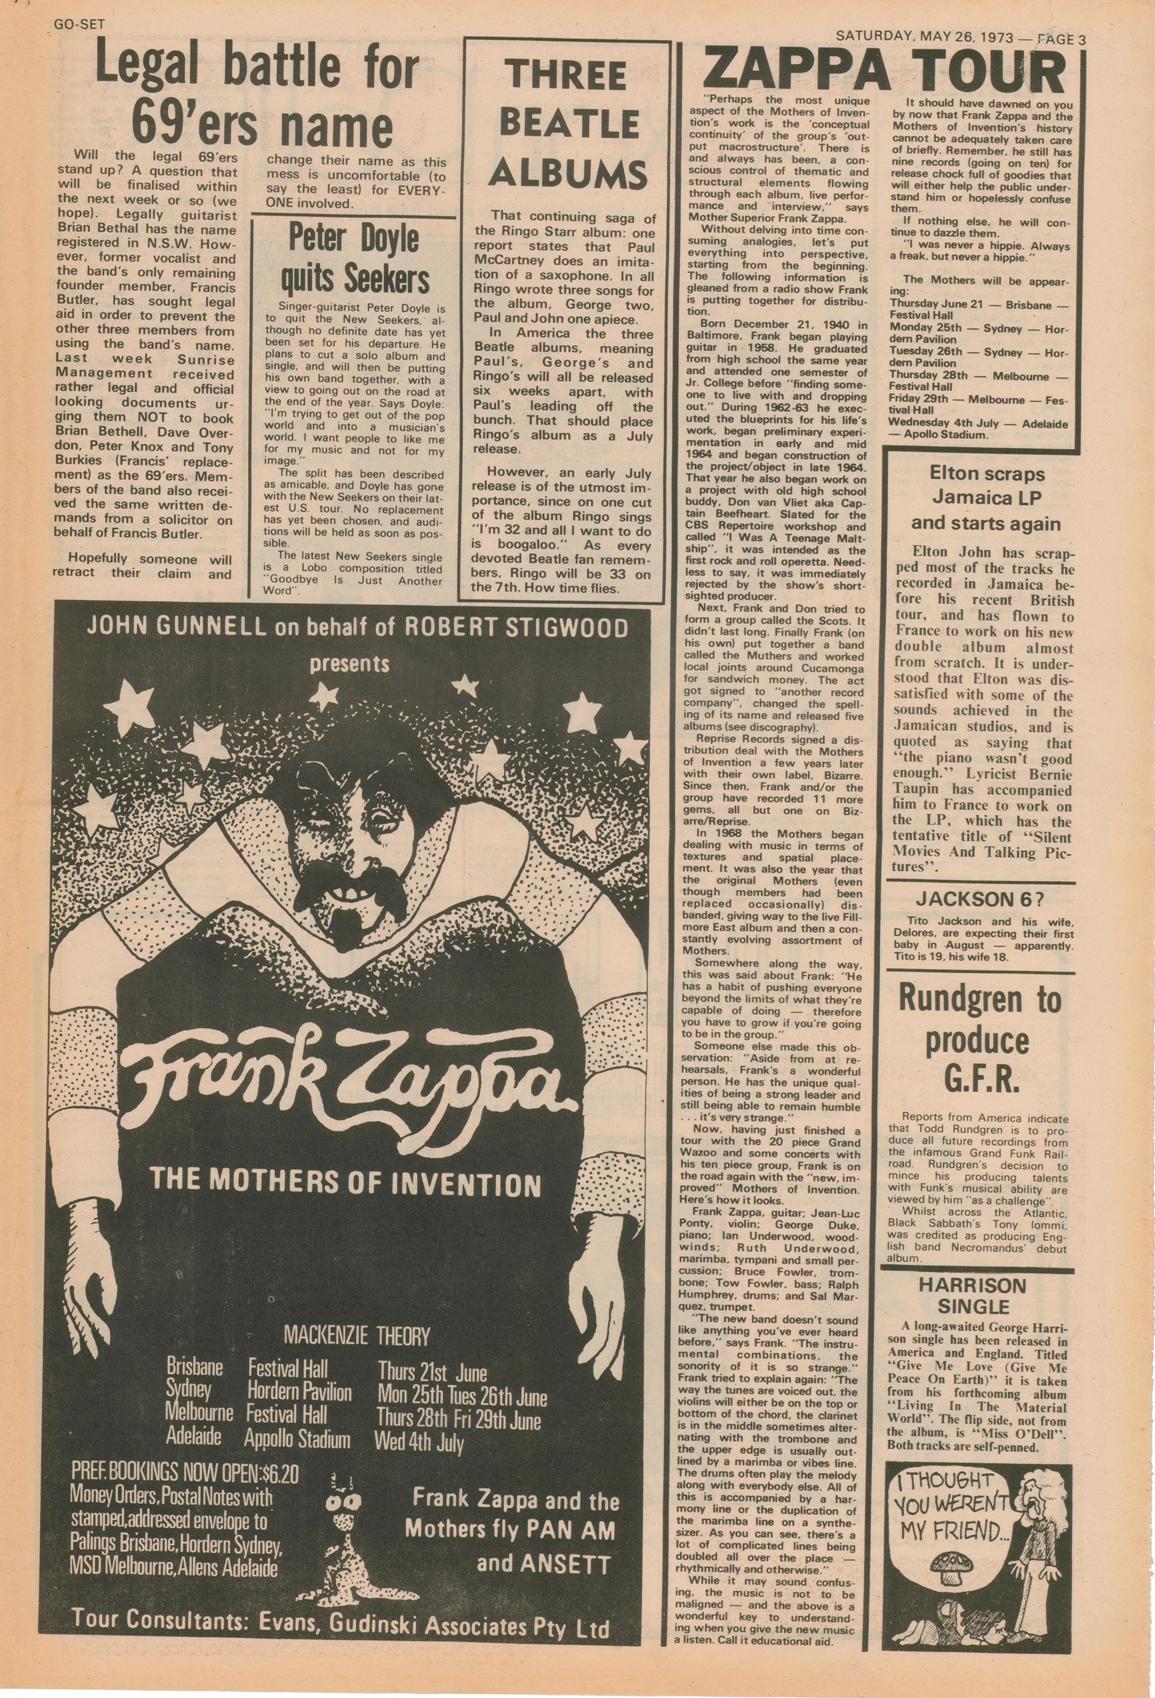 GO-SET
SATURDAY, MAY 26, 1973 — PAGE 3
Legal battle for
69'ers name
Will the legal 69'ers
stand up? A question that
will be finalised within
the next week or so (we
hope). Legally guitarist
Brian Bethal has the name
registered in N.S.W. How-
ever, former vocalist and
the band's only remaining
founder member, Francis
Butler, has sought legal
aid in order to prevent the
other three members from
using the band's name.
Last week Sunrise
Management received
rather legal and official
looking documents ur-
ging them NOT to book
Brian Bethell, Dave Over-
don, Peter Knox and Tony
Burkies (Francis' replace-
ment) as the 69'ers. Mem-
bers of the band also recei-
ved the same written de-
mands from a solicitor on
behalf of Francis Butler.
Hopefully someone will
retract their claim and
change their name as this
mess is uncomfortable (to
say the least) for EVERY-
ONE involved.
Peter Doyle
quits Seekers
Singer-guitarist Peter Doyle is
to quit the New Seekers, al-
though no definite date has yet
been set for his departure. He
plans to cut a solo album and
single, and will then be putting
his own band together, with a
view to going out on the road at
the end of the year. Says Doyle:
"I'm trying to get out of the pop
world and into a musician's
world. I want people to like me
for my music and not for my
image."
The split has been described
as amicable, and Doyle has gone
with the New Seekers on their lat-
est U.S. tour. No replacement
has yet been chosen, and audi-
tions will be held as soon as pos-
sible.
The latest New Seekers single
is a Lobo composition titled
"Goodbye Is Just Another
Word".
THREE
BEATLE
ALBUMS
That continuing saga of
the Ringo Starr album: one
report states that Paul
McCartney does an imita-
tion of a saxophone. In all
Ringo wrote three songs for
the album, George two,
Paul and John one apiece.
In America the three
Beatle albums, meaning
Paul's, George's and
Ringo's will all be released
six weeks apart, with
Paul's leading off the
bunch. That should place
Ringo's album as a July
release.
However, an early July
release is of the utmost im-
portance, since on one cut
of the album Ringo sings
"I'm 32 and all I want to do
is boogaloo." As every
devoted Beatle fan remem-
bers, Ringo will be 33 on
the 7th. How time flies.
JOHN GUNNELL on behalf of ROBERT STIGWOOD
presents
Frank Zappa
THE MOTHERS OF INVENTION
MACKENZIE THEORY
Brisbane Festival Hall Thurs 21st June
Sydney Hordern Pavilion Mon 25th Tues 26th June
Melbourne Festival Hall Thurs 28th Fri 29th June
Adelaide Appollo Stadium Wed 4th July
PREF. BOOKINGS NOW OPEN:$6.20
Money Orders, Postal Notes with
stamped, addressed envelope to
Palings Brisbane, Hordern Sydney,
MSD Melbourne, Allens Adelaide
Frank Zappa and the
Mothers fly PAN AM
and ANSETT
Tour Consultants: Evans, Gudinski Associates Pty Ltd
ZAPPA TOUR
"Perhaps the most unique
aspect of the Mothers of Inven-
tion's work is the 'conceptual
continuity' of the group's 'out-
put macrostructure'. There is
and always has been, a con-
scious control of thematic and
structural elements flowing
through each album, live perfor-
mance and interview," says
Mother Superior Frank Zappa.
Without delving into time con-
suming analogies, let's put
everything into perspective,
starting from the beginning.
The following information is
gleaned from a radio show Frank
is putting together for distribu-
tion.
Born December 21, 1940 in
Baltimore, Frank began playing
guitar in 1958. He graduated
from high school the same year
and attended one semester of
Jr. College before "finding some-
one to live with and dropping
out." During 1962-63 he exec-
uted the blueprints for his life's
work, began preliminary experi-
mentation in early and mid
1964 and began construction of
the project/object in late 1964.
That year he also began work on
a project with old high school
buddy, Don van Vliet aka Cap-
tain Beefheart. Slated for the
CBS Repertoire workshop and
called "I Was A Teenage Malt-
ship", it was intended as the
first rock and roll operetta. Need-
less to say, it was immediately
rejected by the show's short-
sighted producer.
Next, Frank and Don tried to
form a group called the Scots. It
didn't last long. Finally Frank (on
his own) put together a band
called the Muthers and worked
local joints around Cucamonga
for sandwich money. The act
got signed to "another record
company", changed the spell-
ing of its name and released five
albums (see discography).
Reprise Records signed a dis-
tribution deal with the Mothers
of Invention a few years later
with their own label, Bizarre.
Since then, Frank and/or the
group have recorded 11 more
gems, all but one on Biz-
arre/Reprise.
In 1968 the Mothers began
dealing with music in terms of
textures and spatial place-
ment. It was also the year that
the original Mothers (even
though members had been
replaced occasionally) dis-
banded, giving way to the live Fill-
more East album and then a con-
stantly evolving assortment of
Mothers.
Somewhere along the way,
this was said about Frank: "He
has a habit of pushing everyone
beyond the limits of what they're
capable of doing — therefore
you have to grow if you're going
to be in the group."
Someone else made this ob-
servation: "Aside from at re-
hearsals, Frank's a wonderful
person. He has the unique qual-
ities of being a strong leader and
still being able to remain humble
. . . it's very strange."
Now, having just finished a
tour with the 20 piece Grand
Wazoo and some concerts with
his ten piece group, Frank is on
the road again with the "new, im-
proved" Mothers of Invention.
Here's how it looks.
Frank Zappa, guitar; Jean-Luc
Ponty, violin; George Duke,
piano; Ian Underwood, wood-
winds; Ruth Underwood,
marimba, tympani and small per-
cussion; Bruce Fowler, trom-
bone; Tow Fowler, bass; Ralph
Humphrey, drums; and Sal Mar-
quez, trumpet.
"The new band doesn't sound
like anything you've ever heard
before," says Frank. "The instru-
mental combinations, the
sonority of it is so strange."
Frank tried to explain again: "The
way the tunes are voiced out, the
violins will either be on the top or
bottom of the chord, the clarinet
is in the middle sometimes alter-
nating with the trombone and
the upper edge is usually out-
lined by a marimba or vibes line.
The drums often play the melody
along with everybody else. All of
this is accompanied by a har-
mony line or the duplication of
the marimba line on a synthe-
sizer. As you can see, there's a
lot of complicated lines being
doubled all over the place —
rhythmically and otherwise."
While it may sound confus-
ing, the music is not to be
maligned — and the above is a
wonderful key to understand-
ing when you give the new music
a listen. Call it educational aid.
It should have dawned on you
by now that Frank Zappa and the
Mothers of Invention's history
cannot be adequately taken care
of briefly. Remember, he still has
nine records (going on ten) for
release chock full of goodies that
will either help the public under-
stand him or hopelessly confuse
them.
If nothing else, he will con-
tinue to dazzle them.
"I was never a hippie. Always
a freak, but never a hippie."
The Mothers will be appear-
ing:
Thursday June 21 — Brisbane —
Festival Hall
Monday 25th — Sydney — Hor-
dern Pavilion
Tuesday 26th — Sydney — Hor-
dern Pavilion
Thursday 28th — Melbourne —
Festival Hall
Friday 29th — Melbourne — Fes-
tival Hall
Wednesday 4th July — Adelaide
— Apollo Stadium.
Elton scraps
Jamaica LP
and starts again
Elton John has scrap-
ped most of the tracks he
recorded in Jamaica be-
fore his recent British
tour, and has flown to
France to work on his new
double album almost
from scratch. It is under-
stood that Elton was dis-
satisfied with some of the
sounds achieved in the
Jamaican studios, and is
quoted as saying that
"the piano wasn't good
enough." Lyricist Bernie
Taupin has accompanied
him to France to work on
the LP, which has the
tentative title of "Silent
Movies And Talking Pic-
tures".
JACKSON 6?
Tito Jackson and his wife,
Delores, are expecting their first
baby in August — apparently.
Tito is 19, his wife 18.
Rundgren to
produce
G.F.R.
Reports from America indicate
that Todd Rundgren is to pro-
duce all future recordings from
the infamous Grand Funk Rail-
road. Rundgren's decision to
mince his producing talents
with Funk's musical ability are
viewed by him "as a challenge".
Whilst across the Atlantic,
Black Sabbath's Tony Iommi,
was credited as producing Eng-
lish band Necromandus' debut
album.
HARRISON
SINGLE
A long-awaited George Harri-
son single has been released in
America and England. Titled
"Give Me Love (Give Me
Peace On Earth)" it is taken
from his forthcoming album
"Living In The Material
World". The flip side, not from
the album, is "Miss O'Dell".
Both tracks are self-penned.
I THOUGHT
YOU WEREN'T
MY FRIEND...